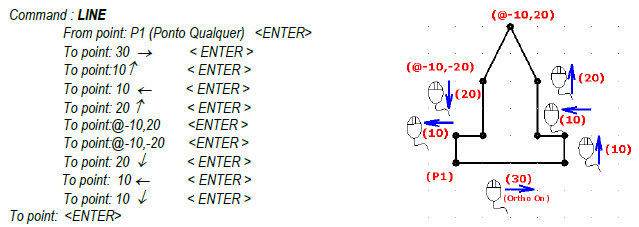 Command : LINE
From point: P1 (Ponto Qualquer) <ENTER>
To point: 30 → < ENTER >
To point:10↑ < ENTER >
To point: 10 ← < ENTER >
To point: 20 ↑ < ENTER >
To point:@-10,20 <ENTER >
To point:@-10,-20 <ENTER >
To point: 20 ↓ < ENTER >
To point: 10 ← < ENTER >
To point: 10 ↓ < ENTER >
To point: <ENTER>
(@-10,20)
(@-10,-20)
(20)
(20)
(10)
(10)
(10)
(P1)
(30)
(Ortho On)